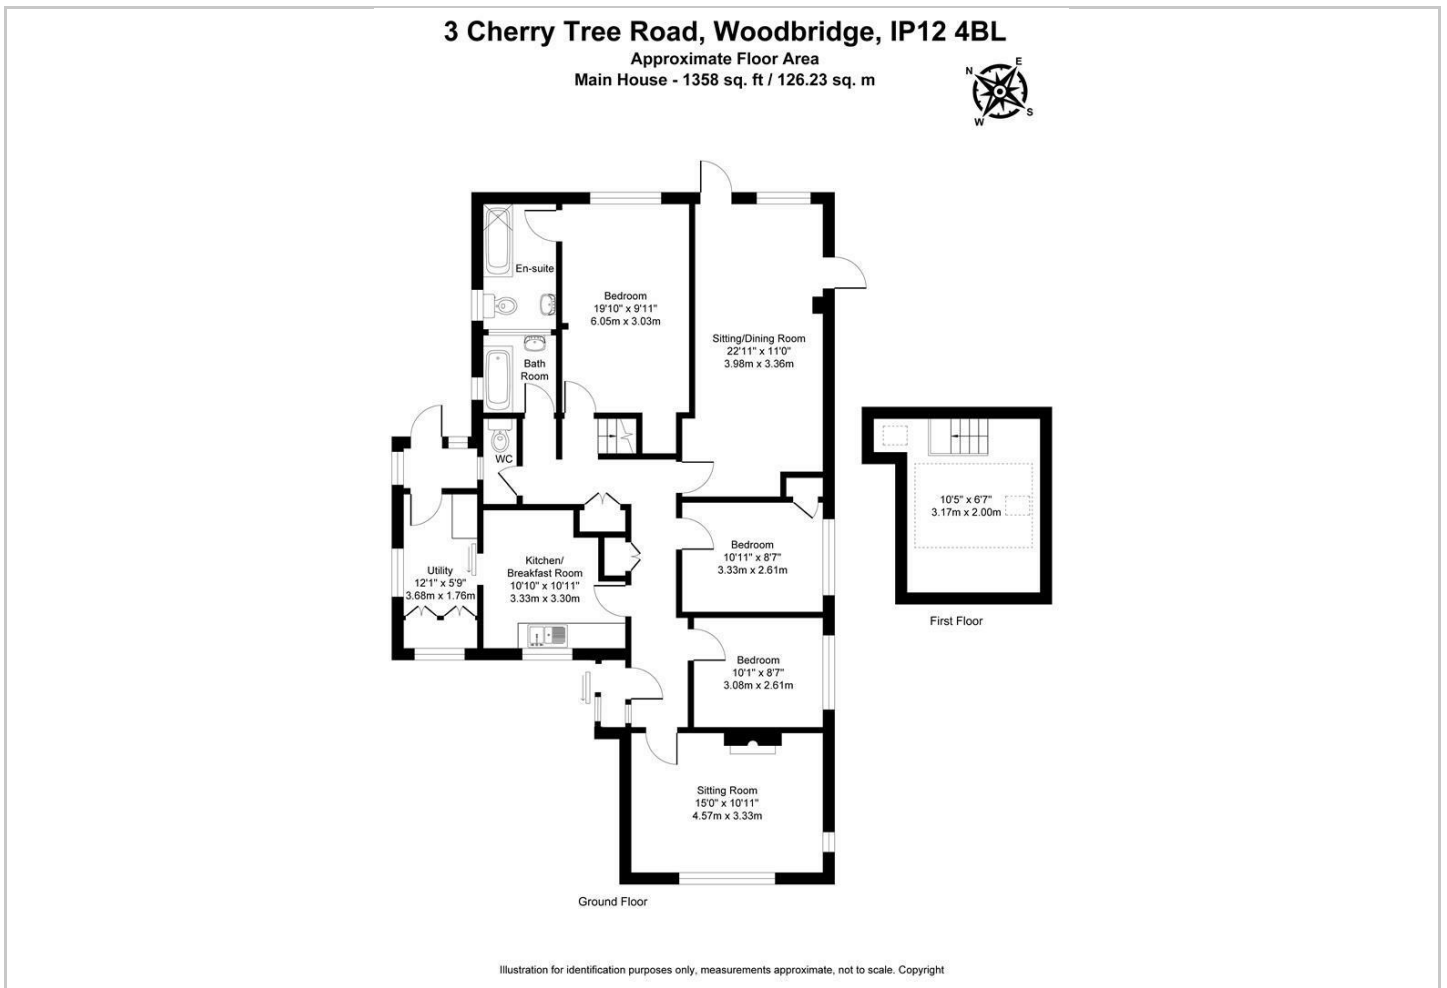 3 Cherry Tree Road, Woodbridge, IP12 4BL
Approximate Floor Area
Main House - 1358 sq. ft / 126.23 sq. m
N
E
S
W
En-suite
Bedroom
19'10" x 9'11"
6.05m x 3.03m
Sitting/Dining Room
22'11" x 11'0"
3.98m x 3.36m
Bath
Room
WC
Utility
12'1" x 5'9"
3.68m x 1.76m
Kitchen/
Breakfast Room
10'10" x 10'11"
3.33m x 3.30m
Bedroom
10'11" x 8'7"
3.33m x 2.61m
Bedroom
10'1" x 8'7"
3.08m x 2.61m
Sitting Room
15'0" x 10'11"
4.57m x 3.33m
Ground Floor
10'5" x 6'7"
3.17m x 2.00m
First Floor
Illustration for identification purposes only, measurements approximate, not to scale. Copyright